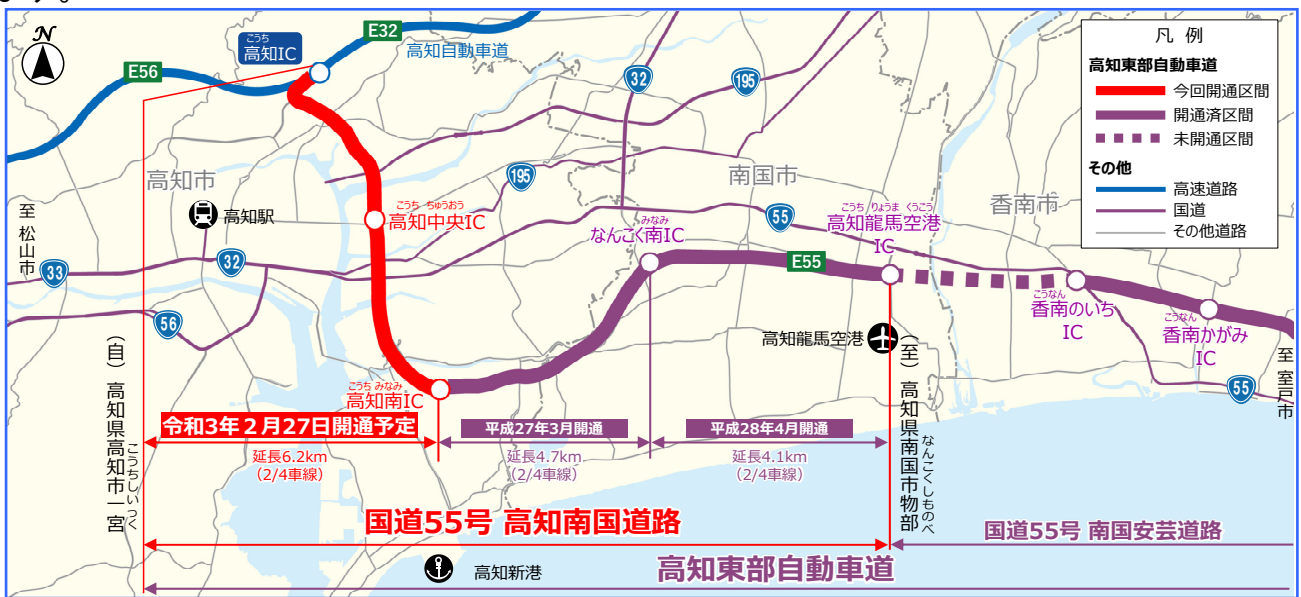 N
E32
こうち
高知IC
高知自動車道
E56
凡 例
高知東部自動車道
今回開通区間
開通済区間
未開通区間
その他
高速道路
国道
その他道路
32
195
高知市
南国市
香南市
195
至 松山市
高知駅
こうち ちゅうおう
高知中央IC
みなみ
なんこく南IC
55
こうち りょうま くうこう
高知龍馬空港
IC
33
32
E55
56
こうなん
香南のいち
IC
こうなん
香南かがみ
IC
高知龍馬空港
至 室戸市
55
こうち みなみ
高知南IC
(自) 高知県高知市一宮
こうちしいっく
(至) 高知県南国市物部
なんこくしものべ
令和3年2月27日開通予定
平成27年3月開通
平成28年4月開通
延長6.2km
(2/4車線)
延長4.7km
(2/4車線)
延長4.1km
(2/4車線)
国道55号 高知南国道路
国道55号 南国安芸道路
高知新港
高知東部自動車道